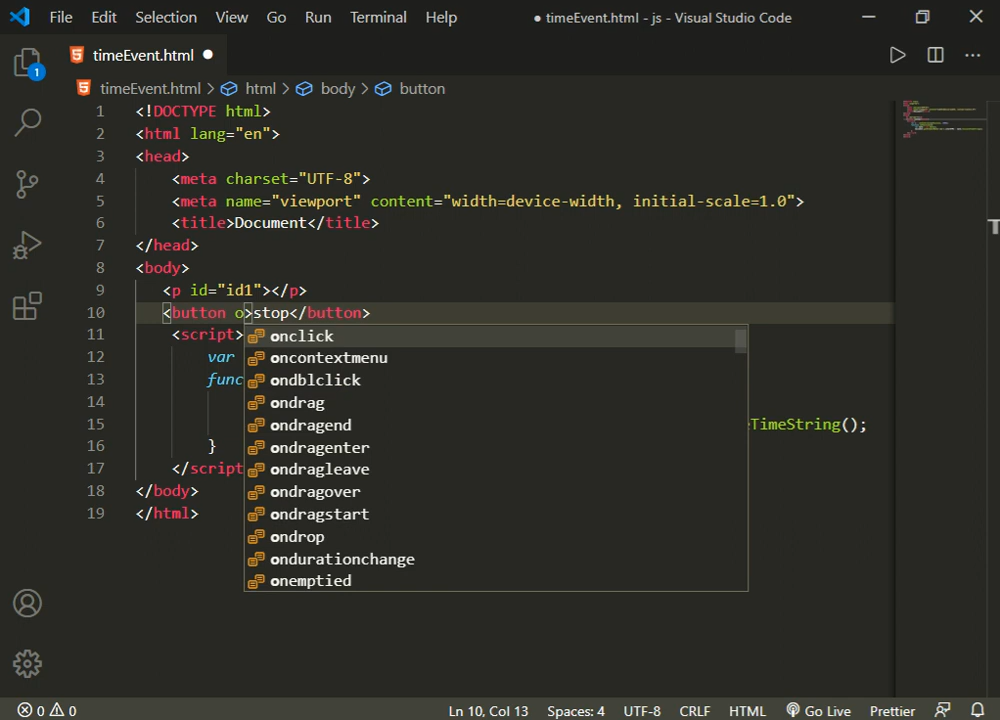 File Edit Selection View Go Run Terminal Help ● timeEvent.html - js - Visual Studio Code
timeEvent.html ●
1
timeEvent.html > html > body > button
1 <!DOCTYPE html>
2 <html lang="en">
3 <head>
4 <meta charset="UTF-8">
5 <meta name="viewport" content="width=device-width, initial-scale=1.0">
6 <title>Document</title>
7 </head>
8 <body>
9 <p id="id1"></p>
10 <button o>stop</button>
11 <script>
onclick
12 var
oncontextmenu
13 func
ondblclick
14
ondrag
15 TimeString();
ondragend
16 }
ondragenter
17 </script
ondragleave
18 </body>
ondragover
19 </html>
ondragstart
ondrop
ondurationchange
onemptied
0 0 Ln 10, Col 13 Spaces: 4 UTF-8 CRLF HTML Go Live Prettier